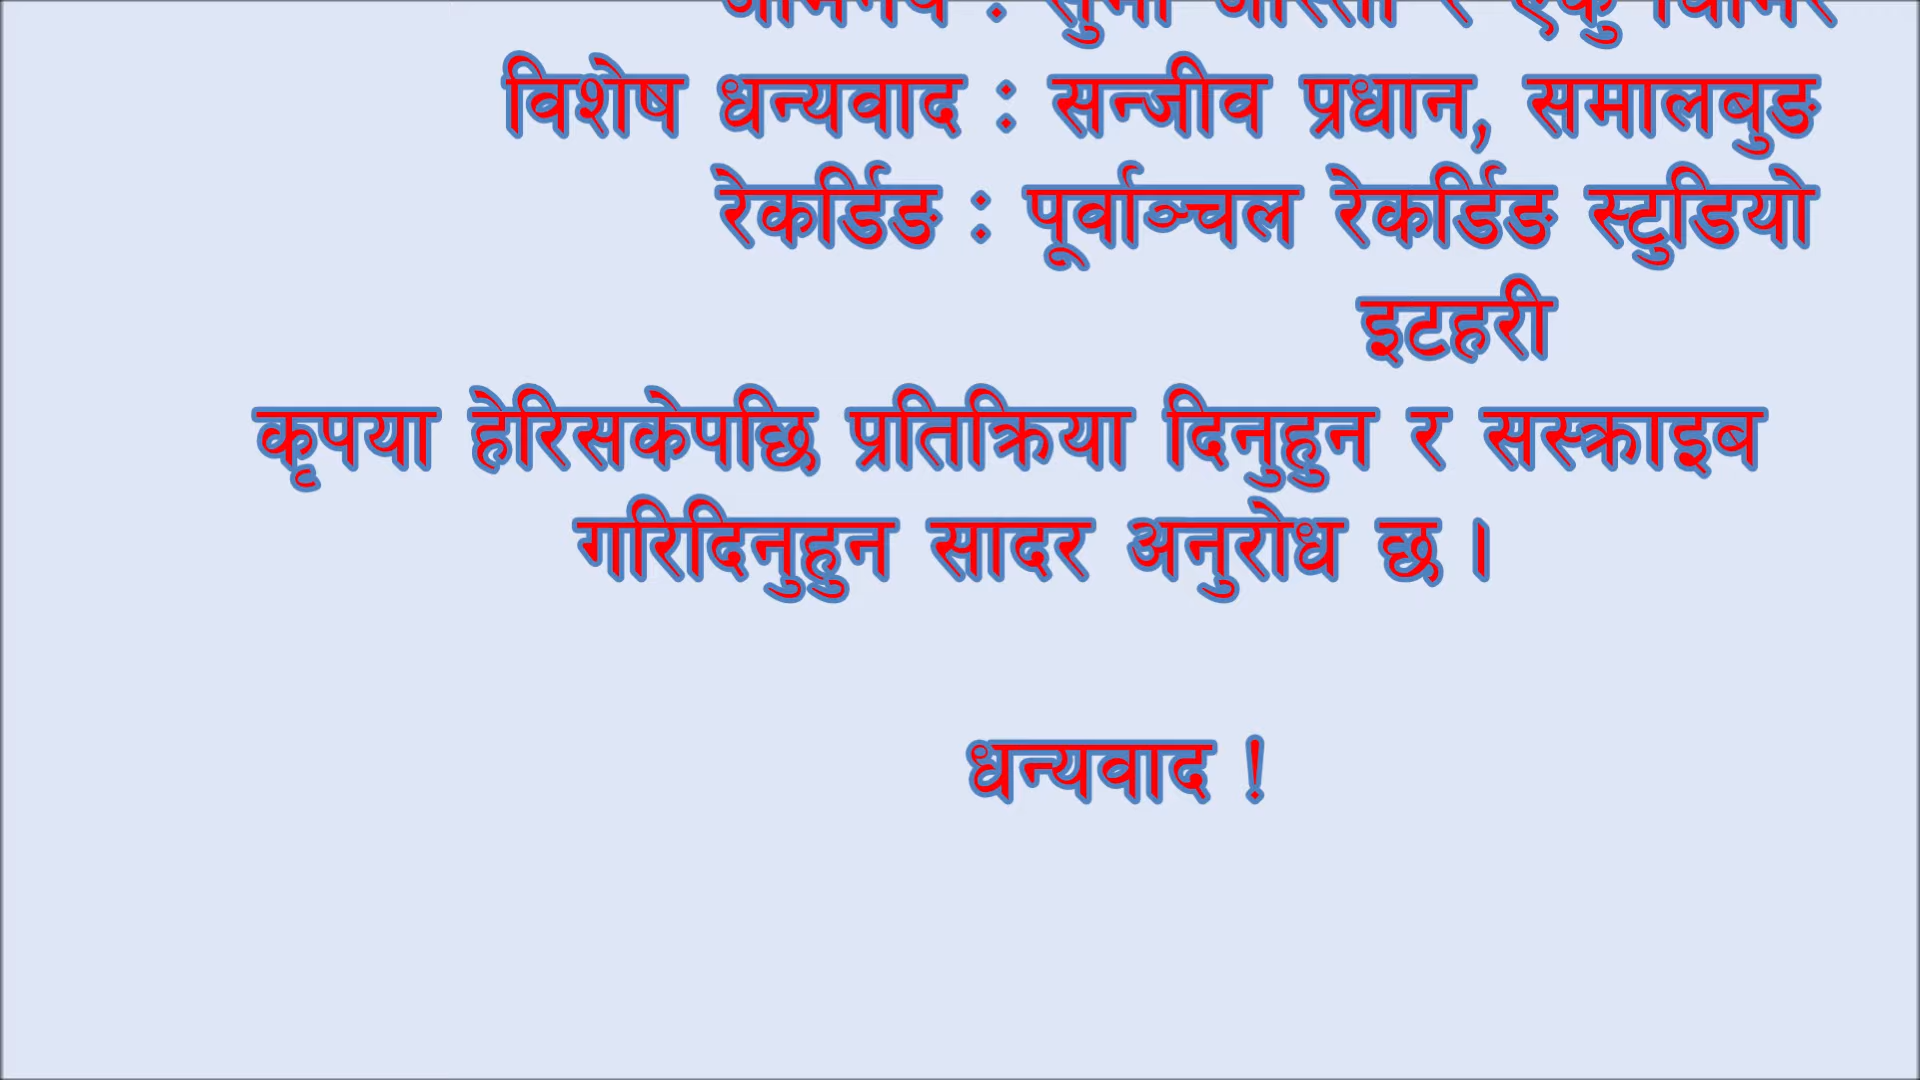 विशेष धन्यवाद : सन्जीव प्रधान, समालबुङ
रेकर्डिङ : पूर्वाञ्चल रेकर्डिङ स्टुडियो
इटहरी
कृपया हेरिसकेपछि प्रतिक्रिया दिनुहुन र सस्क्राइब
गरिदिनुहुन सादर अनुरोध छ ।
धन्यवाद !